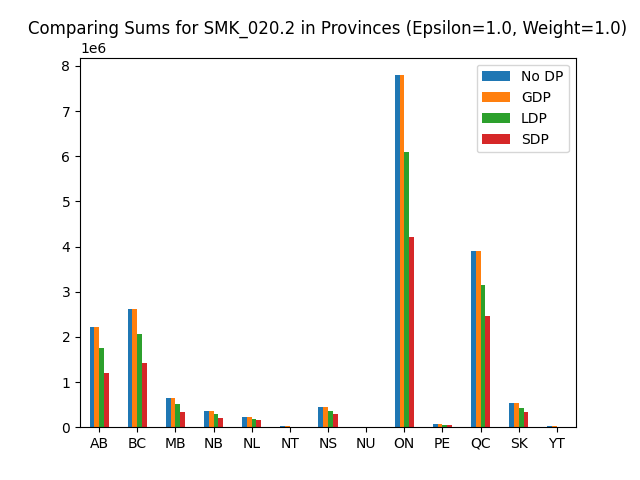 Comparing Sums for SMK_020.2 in Provinces (Epsilon=1.0, Weight=1.0)
1e6
8
7
6
5
4
3
2
1
0
No DP
GDP
LDP
SDP
AB BC MB NB NL NT NS NU ON PE QC SK YT